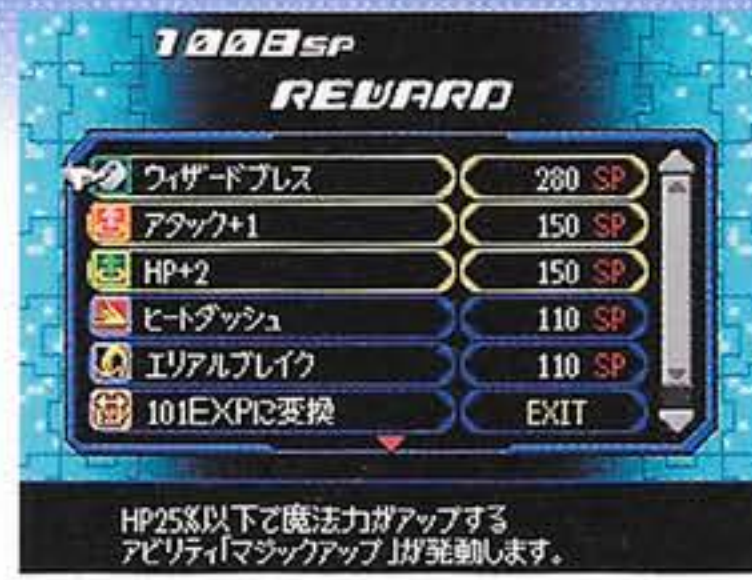 1008SP
REWARD
ウィザードブレス 280 SP
アタック+1 150 SP
HP+2 150 SP
ヒートダッシュ 110 SP
エリアルブレイク 110 SP
101EXPに変換 EXIT
HP25%以下で魔法力がアップする
アビリティ「マジックアップ」が発動します。